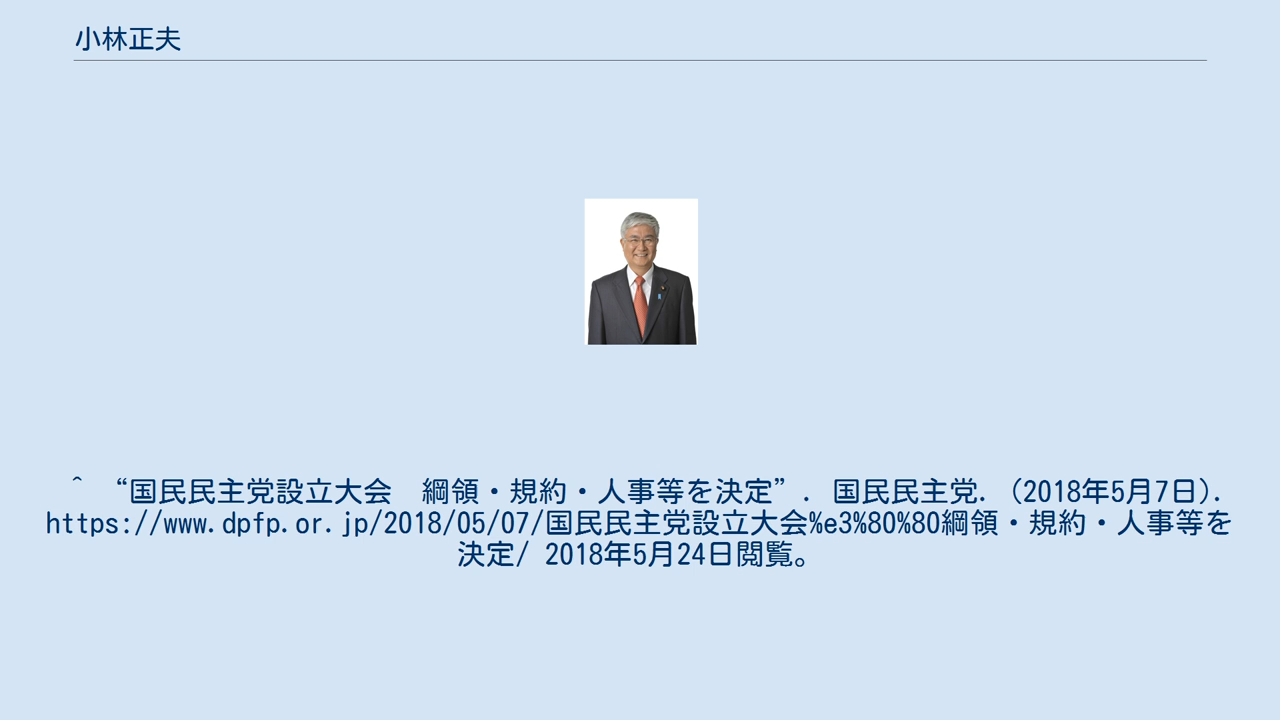 小林正夫
^ “国民民主党設立大会　綱領・規約・人事等を決定”. 国民民主党. (2018年5月7日).
https://www.dpfp.or.jp/2018/05/07/国民民主党設立大会%e3%80%80綱領・規約・人事等を
決定/ 2018年5月24日閲覧。